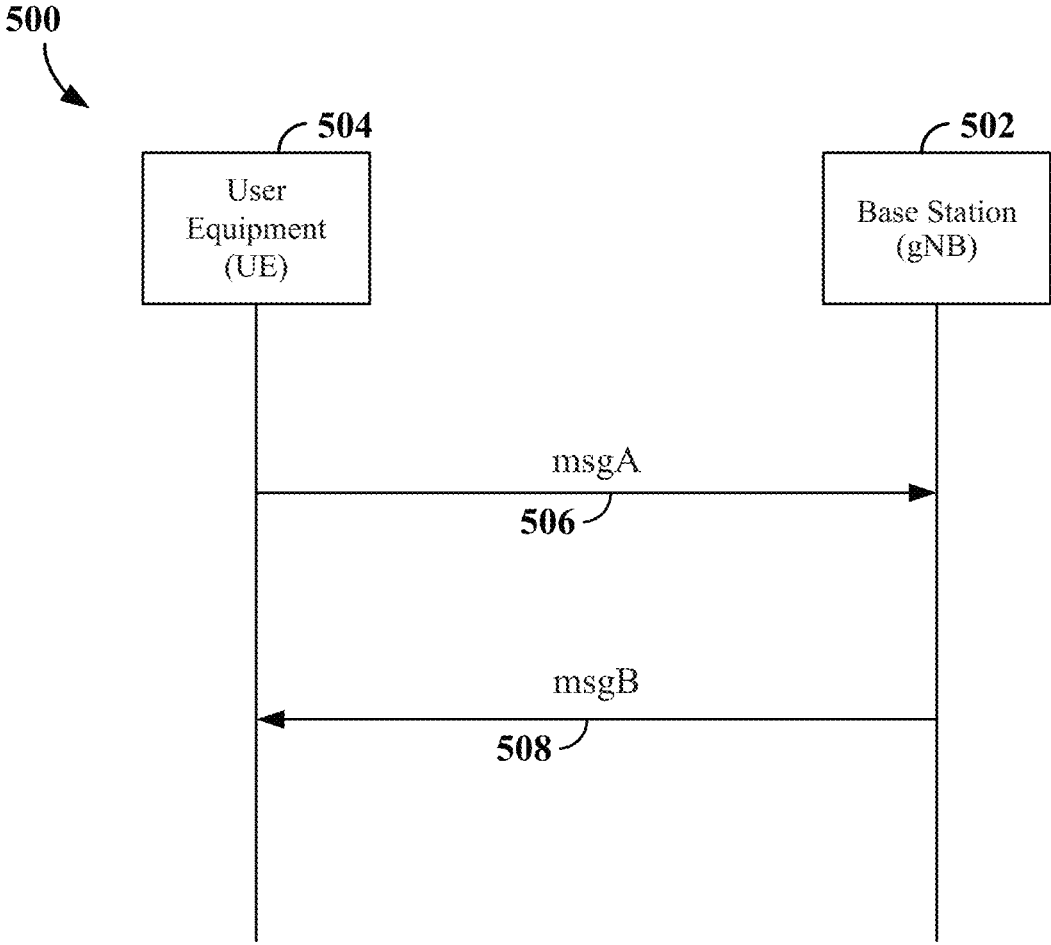 500
504
502
User
Equipment
(UE)
Base Station
(gNB)
msgA
506
msgB
508